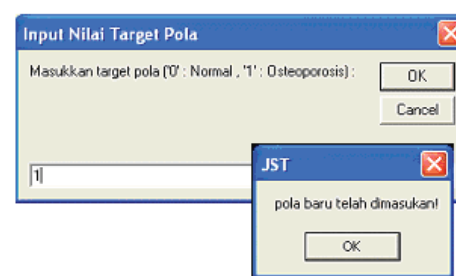 Input Nilai Target Pola
Masukkan target pola ('0' : Normal , '1' : Osteoporosis) :
OK
Cancel
1
JST
pola baru telah dimasukan!
OK